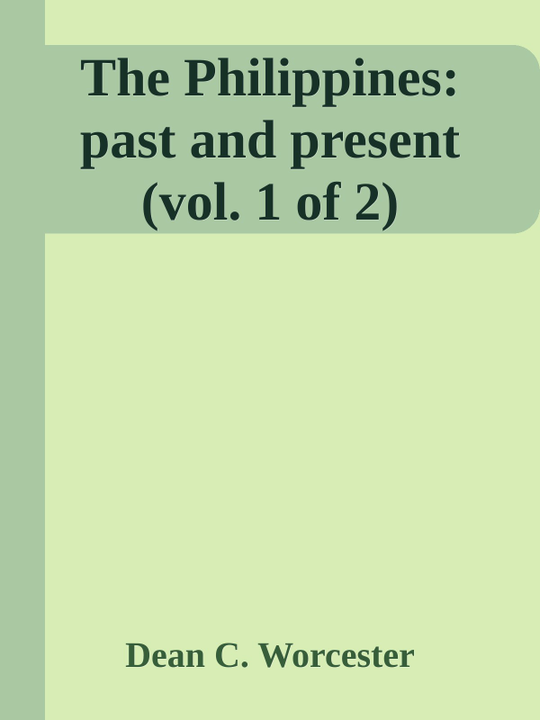 The Philippines:
past and present
(vol. 1 of 2)
Dean C. Worcester